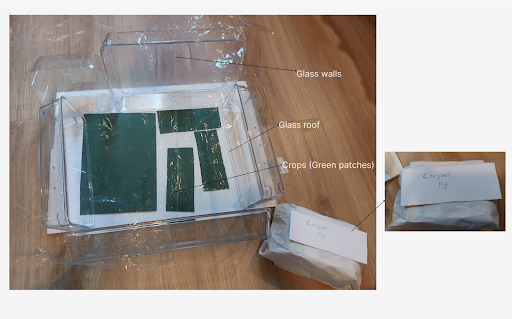 Glass walls
Glass roof
Crops (Green patches)
Compost
Pit
Compost
Pit